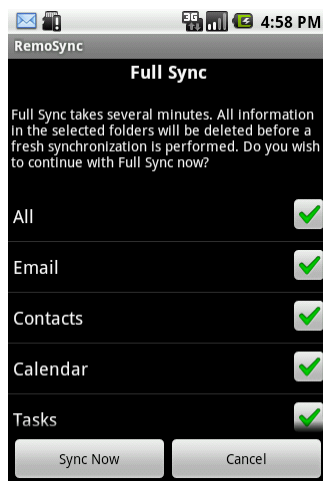 3G
4:58 PM
RemoSync
Full Sync
Full Sync takes several minutes. All information
in the selected folders will be deleted before a
fresh synchronization is performed. Do you wish
to continue with Full Sync now?
All
Email
Contacts
Calendar
Tasks
Sync Now
Cancel